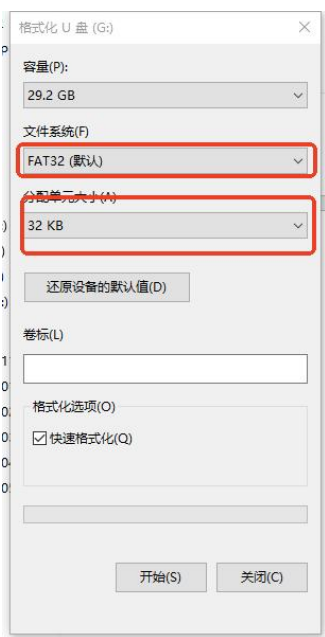 格式化 U 盘 (G:)
容量(P):
29.2 GB
文件系统(F)
FAT32 (默认)
分配单元大小(A)
32 KB
还原设备的默认值(D)
卷标(L)
格式化选项(O)
快速格式化(Q)
开始(S)
关闭(C)